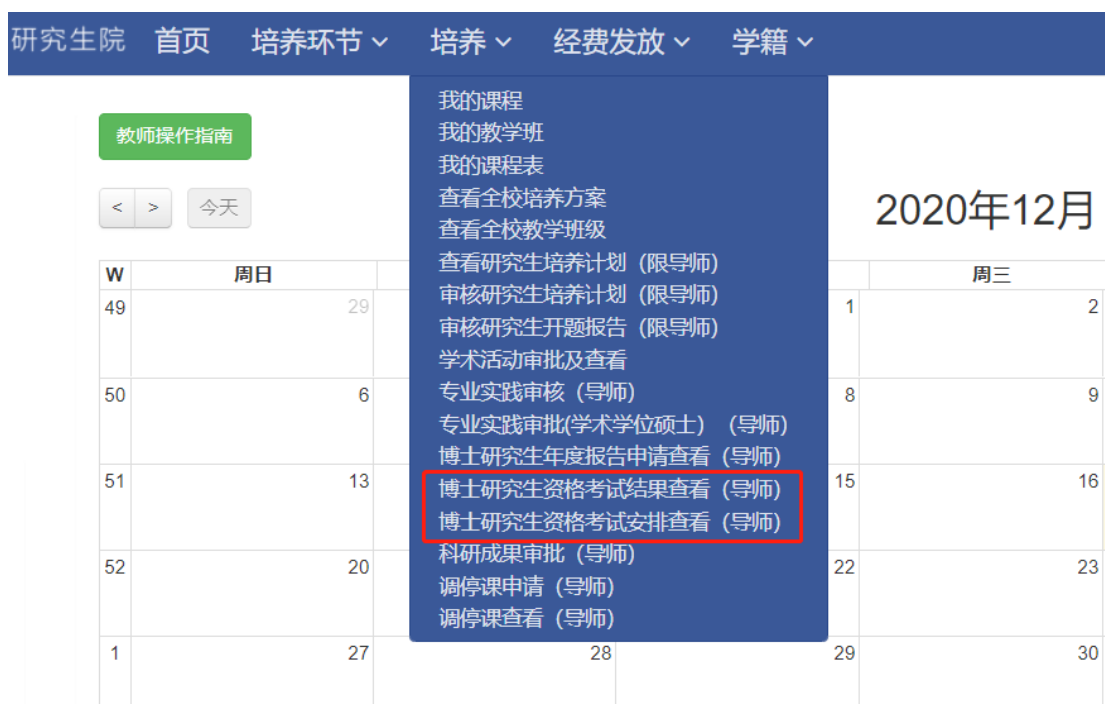 研究生院 首页 培养环节 培养 经费发放 学籍
教师操作指南
< > 今天
2020年12月
我的课程
我的教学班
我的课程表
查看全校培养方案
查看全校教学班级
查看研究生培养计划（限导师)
审核研究生培养计划（限导师)
审核研究生开题报告（限导师)
学术活动审批及查看
专业实践审核（导师)
专业实践审批(学术学位硕士）（导师)
博士研究生年度报告申请查看（导师)
博士研究生资格考试结果查看（导师)
博士研究生资格考试安排查看（导师)
科研成果审批（导师)
调停课申请（导师)
调停课查看（导师)
W 周日 周三
49 29 1 2
50 6 8 9
51 13 15 16
52 20 22 23
1 27 28 29 30